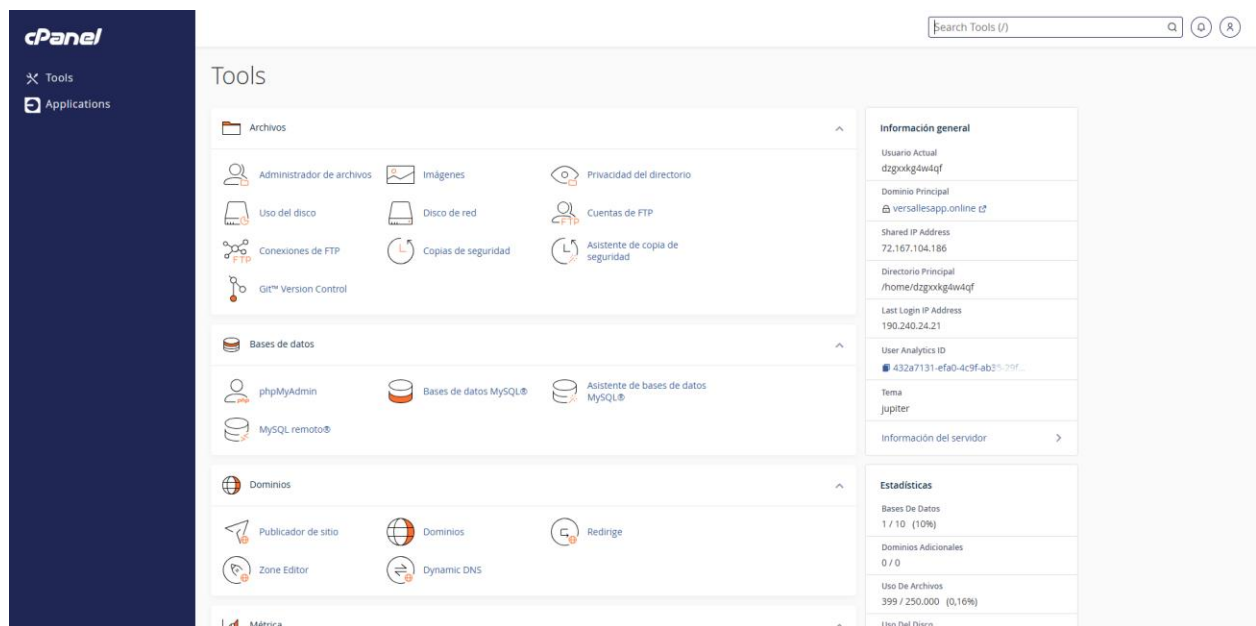 cPanel
Search Tools (/)
Tools
Applications
Tools
Archivos
Administrador de archivos
Imágenes
Privacidad del directorio
Uso del disco
Disco de red
Cuentas de FTP
Conexiones de FTP
Copias de seguridad
Asistente de copia de
seguridad
Git™ Version Control
Bases de datos
phpMyAdmin
Bases de datos MySQL®
Asistente de bases de datos
MySQL®
MySQL remoto®
Dominios
Publicador de sitio
Dominios
Redirige
Zone Editor
Dynamic DNS
Métrica
Información general
Usuario Actual
dzgxxkg4w4qf
Dominio Principal
versallesapp.online
Shared IP Address
72.167.104.186
Directorio Principal
/home/dzgxxkg4w4qf
Last Login IP Address
190.240.24.21
User Analytics ID
432a7131-efa0-4c9f-ab35-29f...
Tema
jupiter
Información del servidor
Estadísticas
Bases De Datos
1 / 10 (10%)
Dominios Adicionales
0 / 0
Uso De Archivos
399 / 250.000 (0,16%)
Uso Del Disco